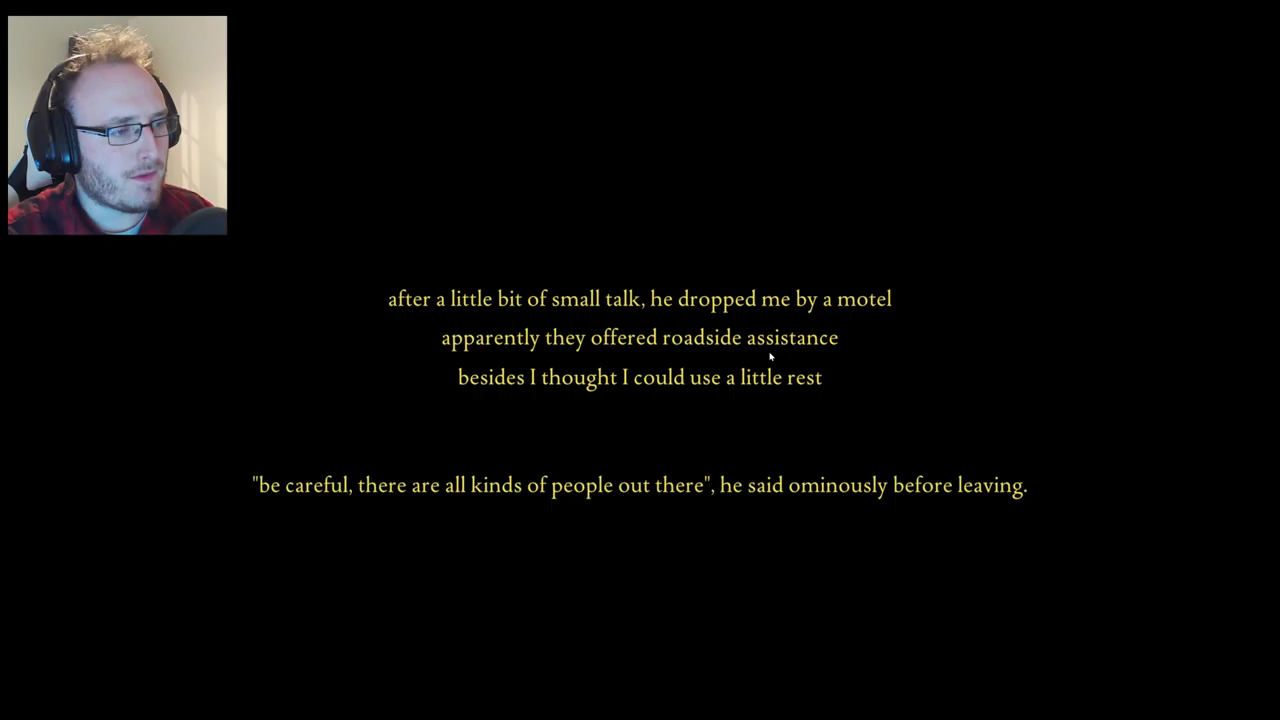 after a little bit of small talk, he dropped me by a motel
apparently they offered roadside assistance
besides I thought I could use a little rest
"be careful, there are all kinds of people out there", he said ominously before leaving.